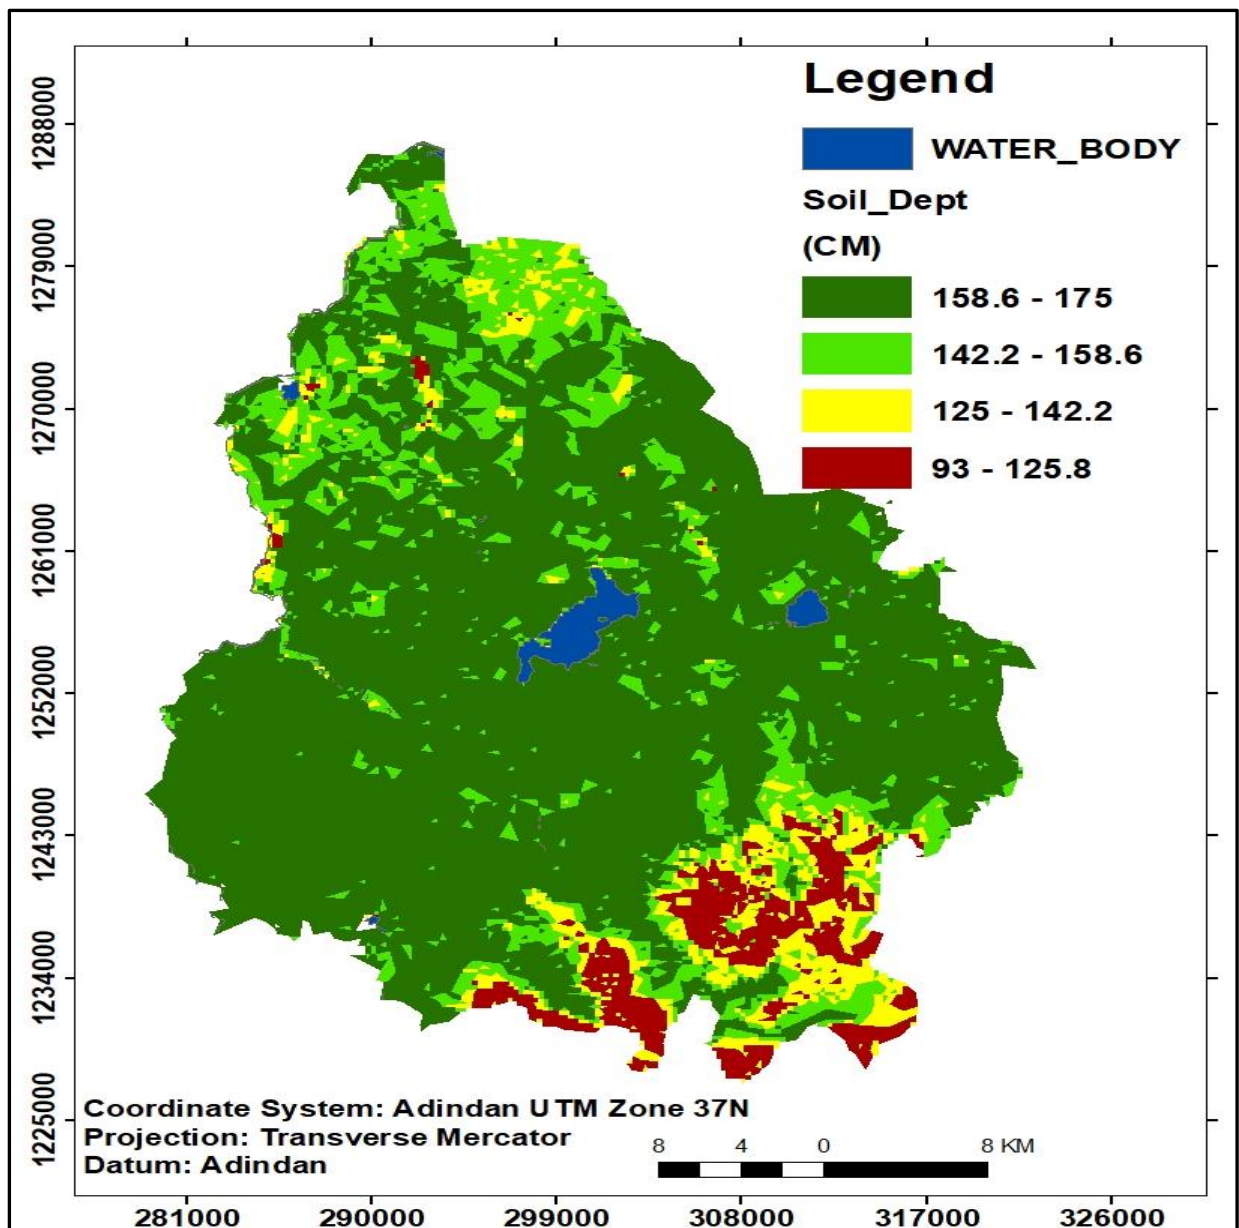 Legend
WATER_BODY
Soil_Dept
(CM)
158.6 - 175
142.2 - 158.6
125 - 142.2
93 - 125.8
1288000
1279000
1270000
1261000
1252000
1243000
1234000
1225000
Coordinate System: Adindan UTM Zone 37N
Projection: Transverse Mercator
Datum: Adindan
8 4 0 8 KM
281000 290000 299000 308000 317000 326000